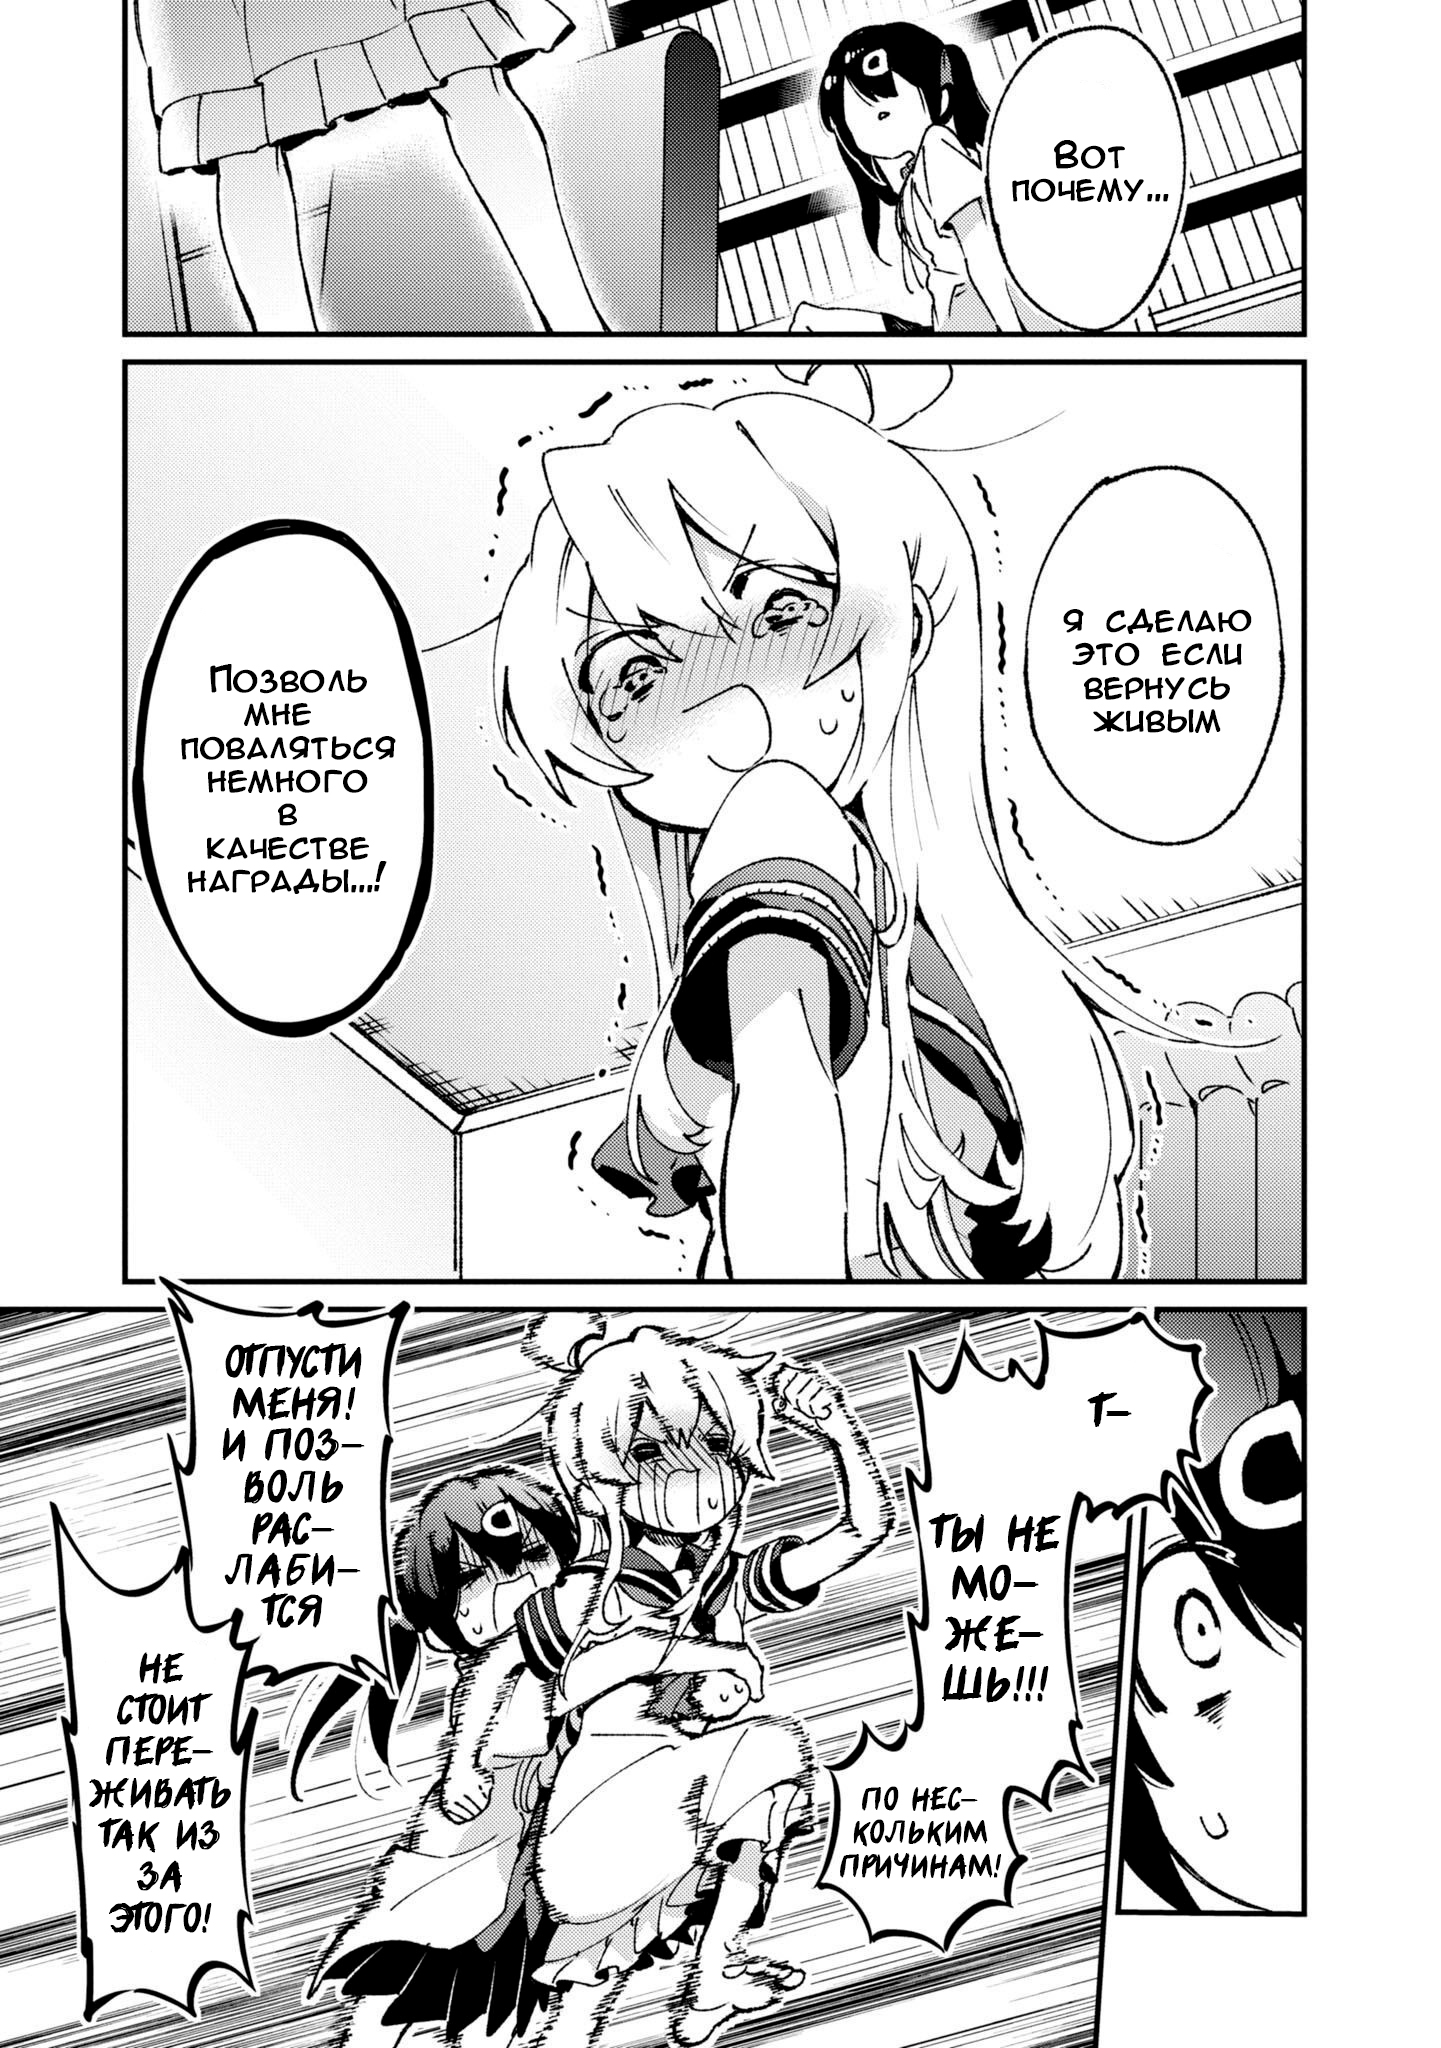 Вот
почему...
Я сделаю
это если
вернусь
живым
Позволь
мне
поваляться
немного
в
качестве
награды...!
Т-
ТЫ НЕ
МО-
ЖЕ-
ШЬ!!!
ПО НЕС-
КОЛЬКИМ
ПРИЧИНАМ!
ОТПУСТИ
МЕНЯ!
И ПОЗ-
ВОЛЬ
РАС-
ЛАБИ-
ТСЯ
НЕ
СТОИТ
ПЕРЕ-
ЖИВАТЬ
ТАК ИЗ
ЗА
ЭТОГО!